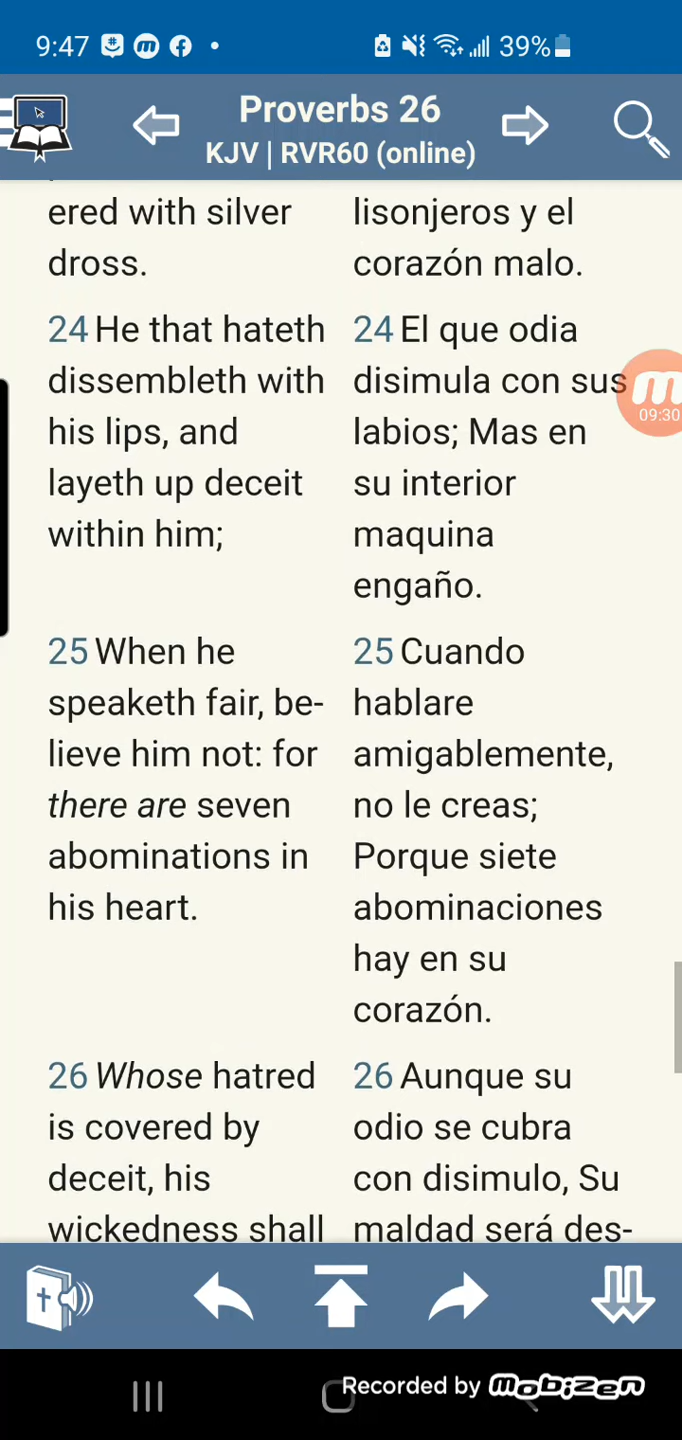 9:47
39%
Proverbs 26
KJV | RVR60 (online)
ered with silver
dross.
24 He that hateth
dissembleth with
his lips, and
layeth up deceit
within him;
25 When he
speaketh fair, be-
lieve him not: for
there are seven
abominations in
his heart.
26 Whose hatred
is covered by
deceit, his
wickedness shall
lisonjeros y el
corazón malo.
24 El que odia
disimula con sus
labios; Mas en
su interior
maquina
engaño.
25 Cuando
hablare
amigablemente,
no le creas;
Porque siete
abominaciones
hay en su
corazón.
26 Aunque su
odio se cubra
con disimulo, Su
maldad será des-
m
09:30
Recorded by mobizen